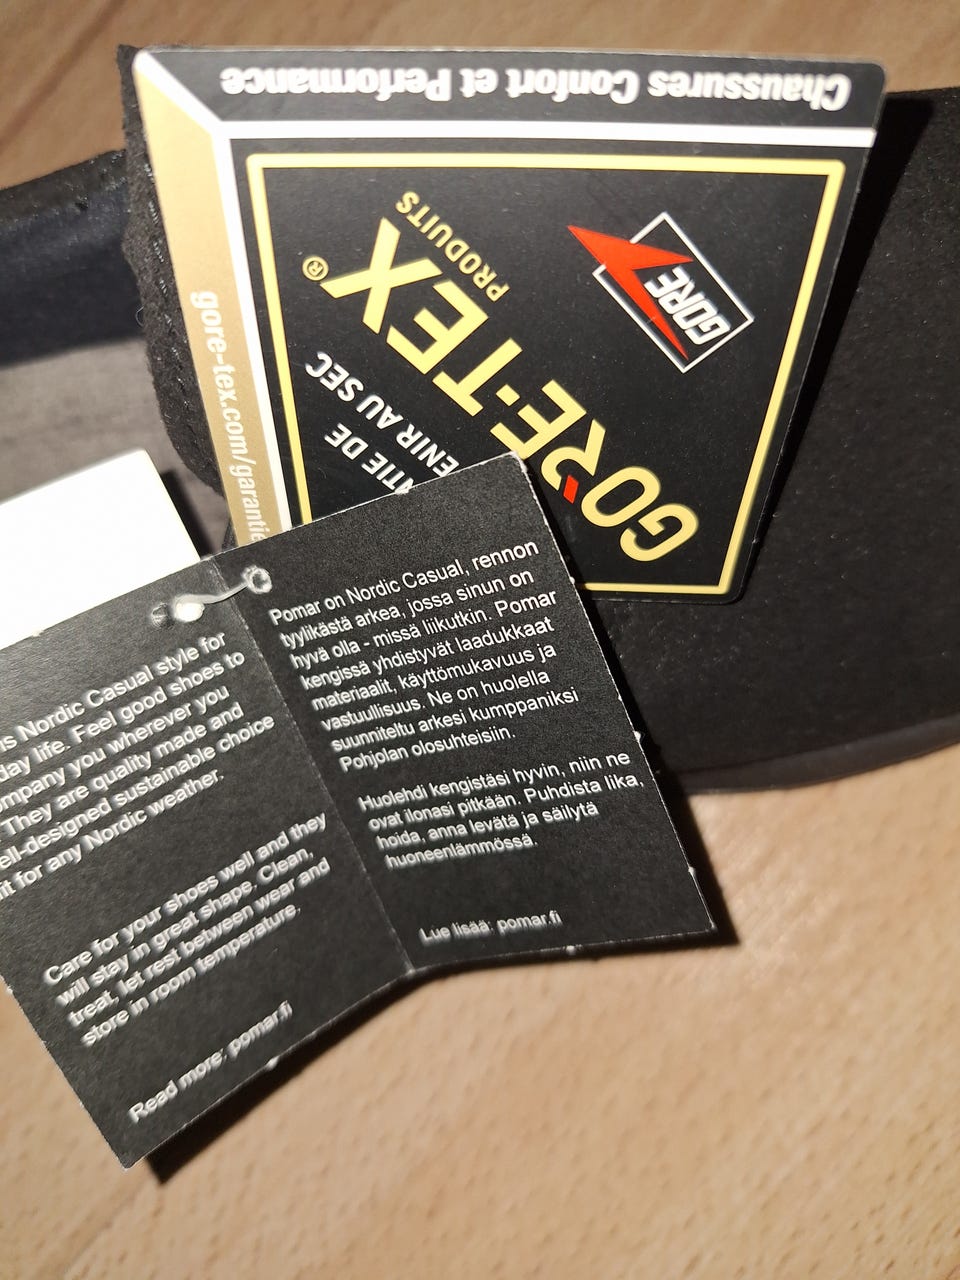 Chaussures Confort et Performance
gore-tex.com/garantie
GORE
GORE-TEX®
PRODUITS
DE
ENIR AU SEC
Nordic Casual style for
life. Feel good shoes to
you wherever you
They are quality made and
designed sustainable choice
for any Nordic weather.
Care for your shoes well and they
will stay in great shape. Clean,
treat, let rest between wear and
store in room temperature.
Read more: pomar.fi
Pomar on Nordic Casual, rennon
tyylikästä arkea, jossa sinun on
hyvä olla - missä liikutkin. Pomar
kengissä yhdistyvät laadukkaat
materiaalit, käyttömukavuus ja
vastuullisuus. Ne on huolella
suunniteltu arkesi kumppaniksi
Pohjolan olosuhteisiin.
Huolehdi kengistäsi hyvin, niin ne
ovat ilonasi pitkään. Puhdista lika,
hoida, anna levätä ja säilytä
huoneenlämmössä.
Lue lisää: pomar.fi